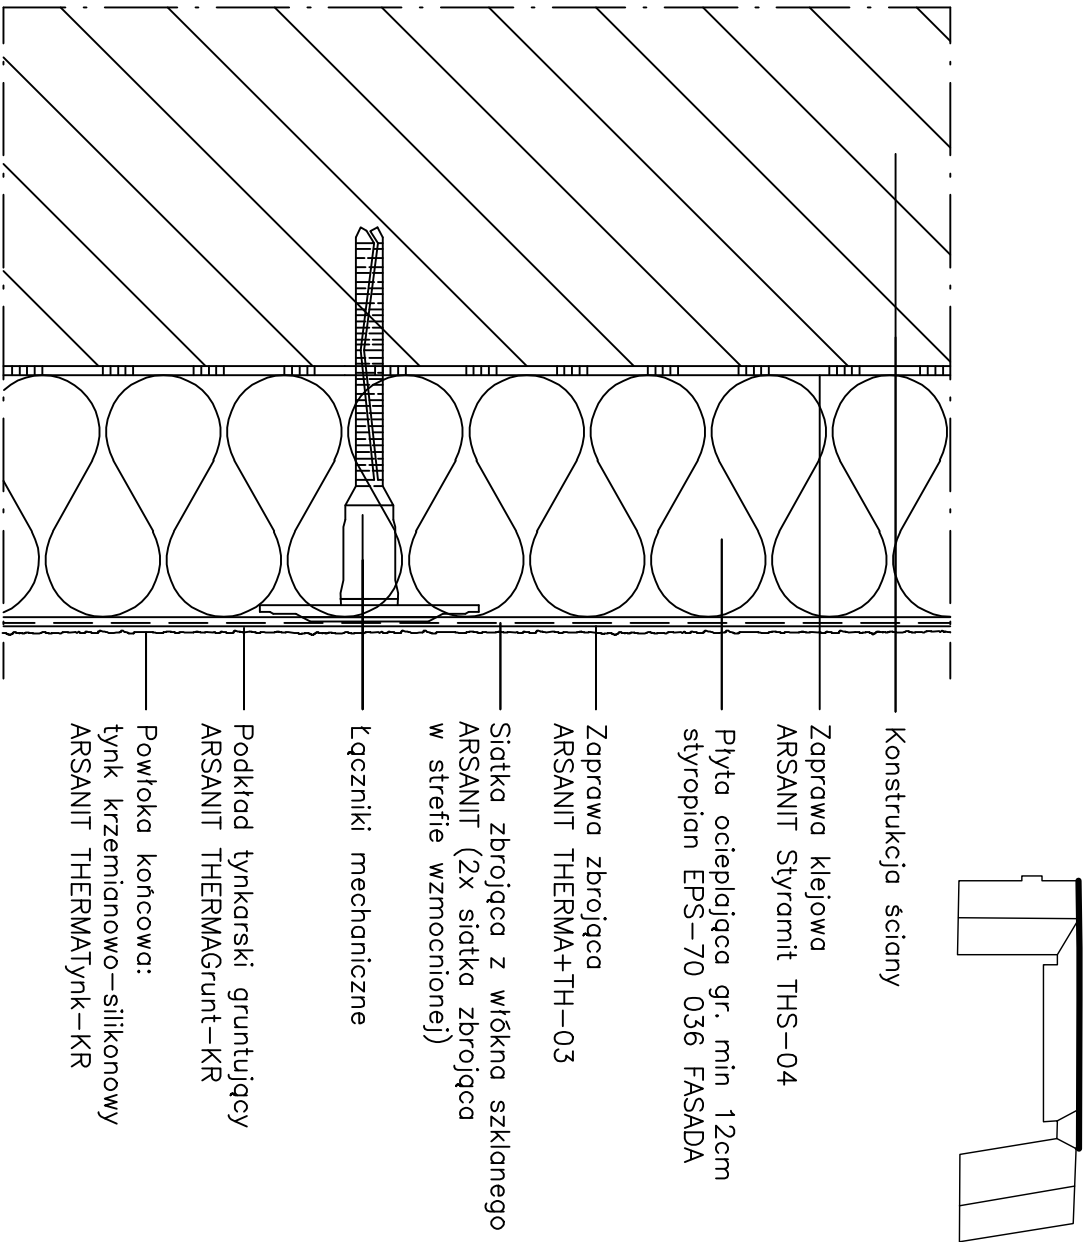 Konstrukcja ściany
Zaprawa klejowa
ARSANIT Styramit THS-04
Płyta ocieplająca gr. min 12cm
styropian EPS-70 036 FASADA
Zaprawa zbrojąca
ARSANIT THERMA+TH-03
Siatka zbrojąca z włókna szklanego
ARSANIT (2x siatka zbrojąca
w strefie wzmocnionej)
Łączniki mechaniczne
Podkład tynkarski gruntujący
ARSANIT THERMAGrunt-KR
Powłoka końcowa:
tynk krzemianowo-silikonowy
ARSANIT THERMATynk-KR